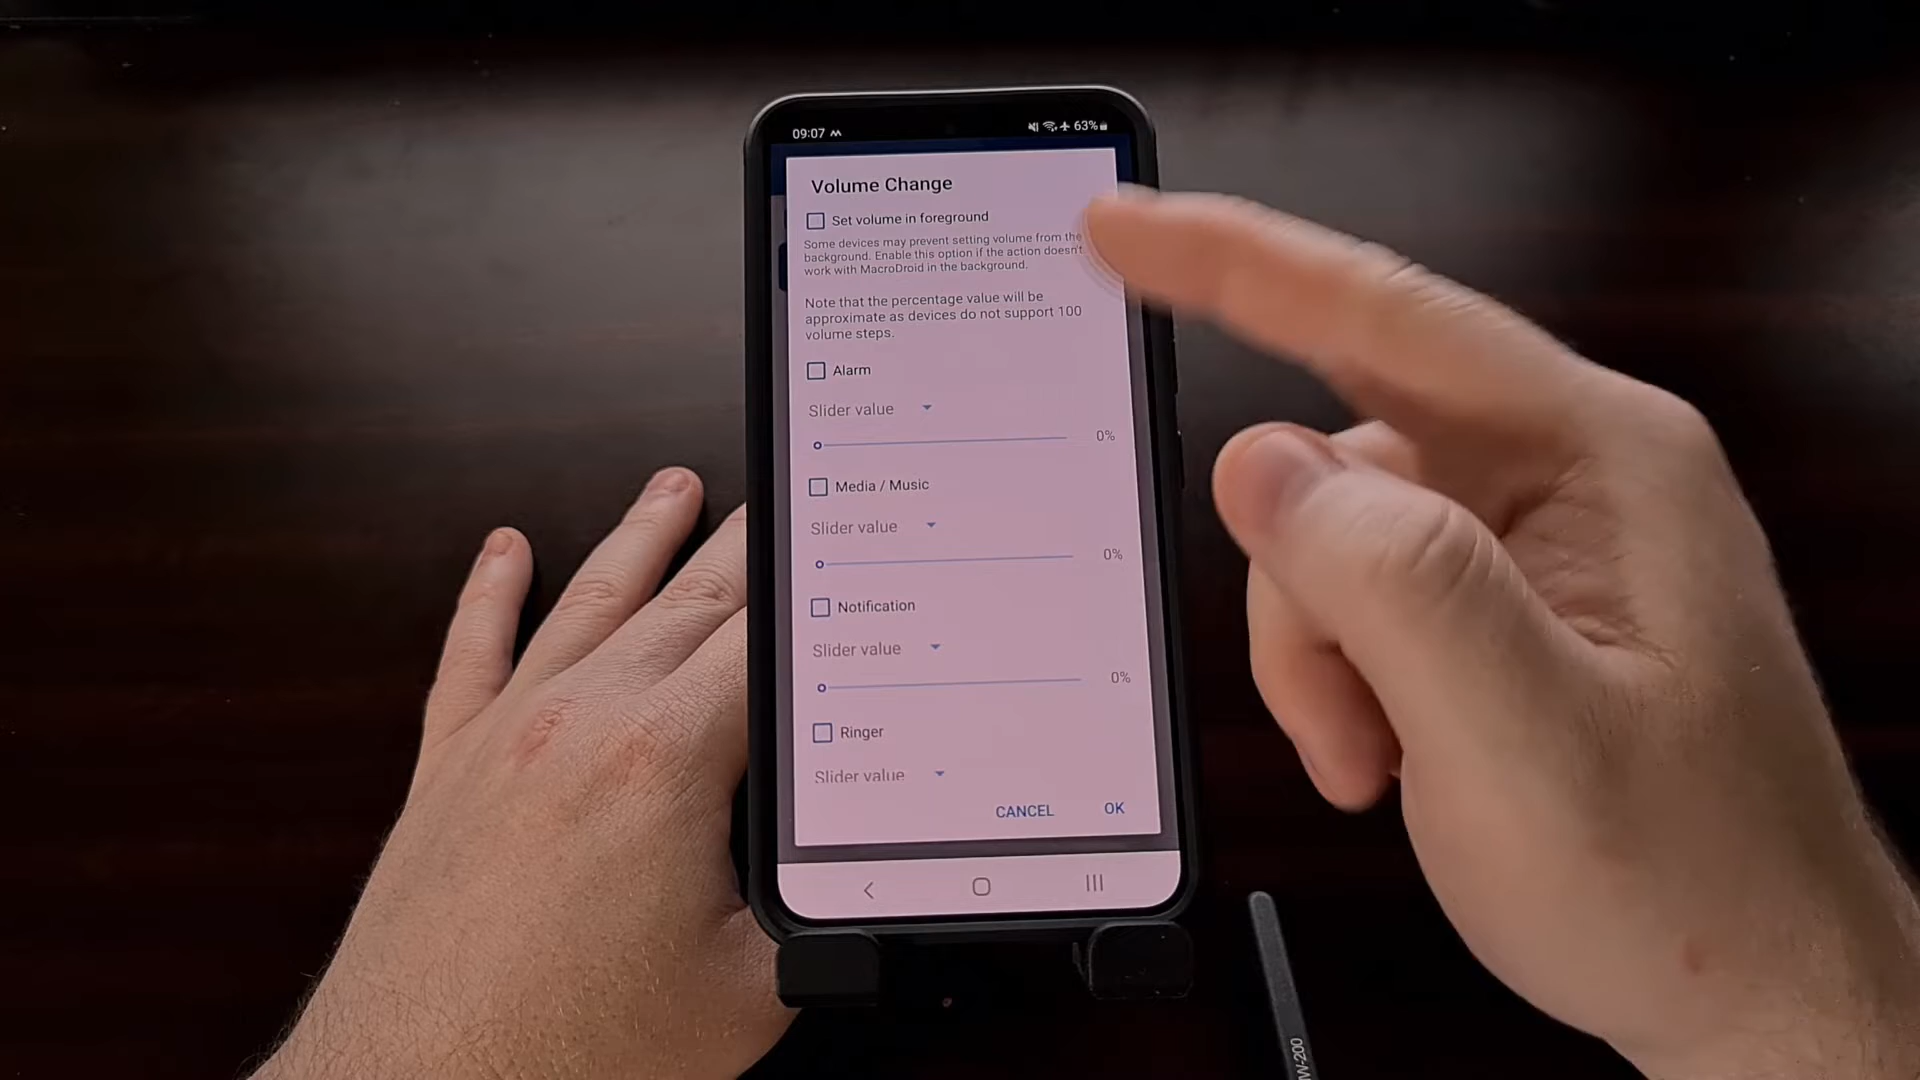 09:07
63%
Volume Change
Set volume in foreground
Some devices may prevent setting volume from the
background. Enable this option if the action doesn't
work with MacroDroid in the background.
Note that the percentage value will be
approximate as devices do not support 100
volume steps.
Alarm
Slider value
0%
Media / Music
Slider value
0%
Notification
Slider value
0%
Ringer
Slider value
CANCEL OK